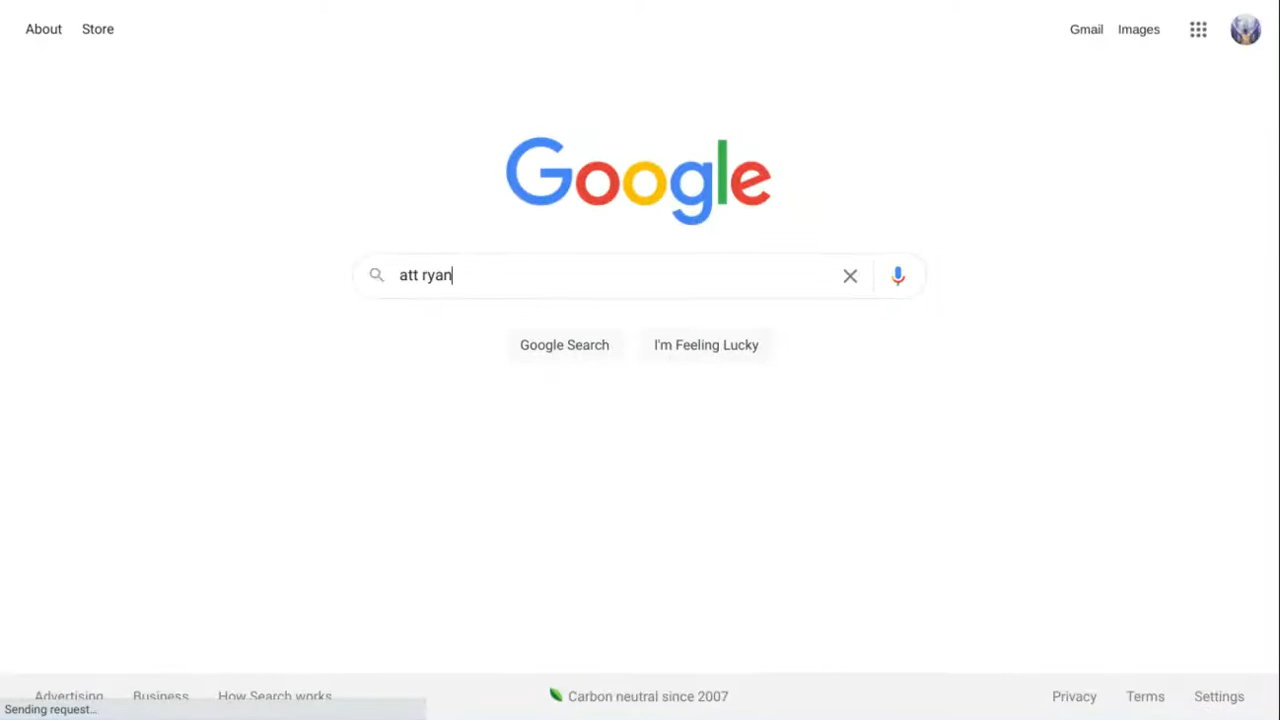 About Store
Gmail Images
Google
att ryan
Google Search I'm Feeling Lucky
Advertising Business How Search works
Carbon neutral since 2007
Privacy Terms Settings
Sending request...